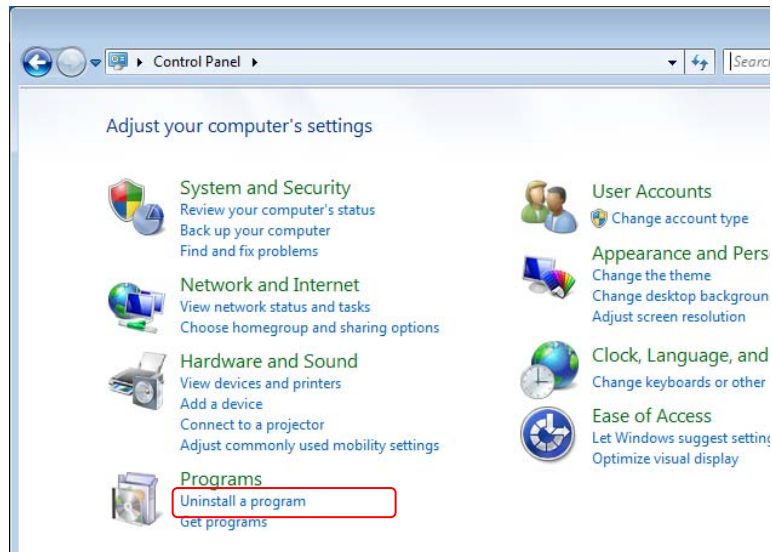 Control Panel
Search
Adjust your computer's settings
System and Security
Review your computer's status
Back up your computer
Find and fix problems
Network and Internet
View network status and tasks
Choose homegroup and sharing options
Hardware and Sound
View devices and printers
Add a device
Connect to a projector
Adjust commonly used mobility settings
Programs
Uninstall a program
Get programs
User Accounts
Change account type
Appearance and Pers
Change the theme
Change desktop backgroun
Adjust screen resolution
Clock, Language, and
Change keyboards or other
Ease of Access
Let Windows suggest setting
Optimize visual display